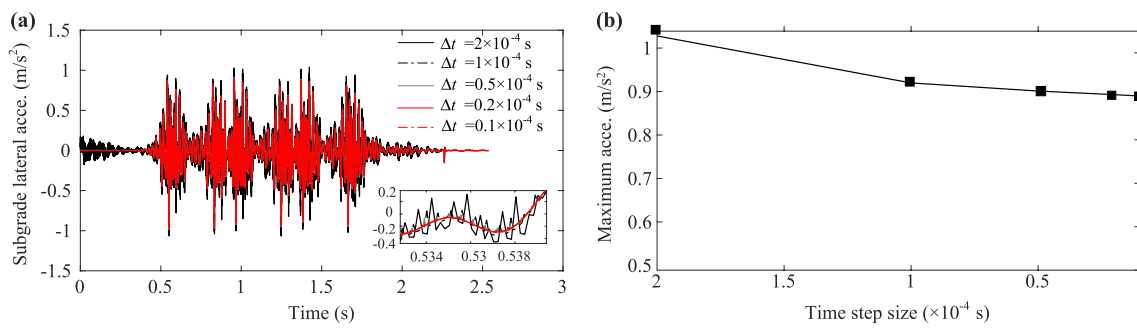 (a)
Subgrade lateral acce. (m/s²)
1.5
1
0.5
0
-0.5
-1
-1.5
Δt =2×10⁻⁴ s
Δt =1×10⁻⁴ s
Δt =0.5×10⁻⁴ s
Δt =0.2×10⁻⁴ s
Δt =0.1×10⁻⁴ s
0.2
0
-0.2
-0.4
0.534 0.53 0.538
0 0.5 1 1.5 2 2.5 3
Time (s)
(b)
Maximum acce. (m/s²)
1
0.9
0.8
0.7
0.6
0.5
2 1.5 1 0.5
Time step size (×10⁻⁴ s)